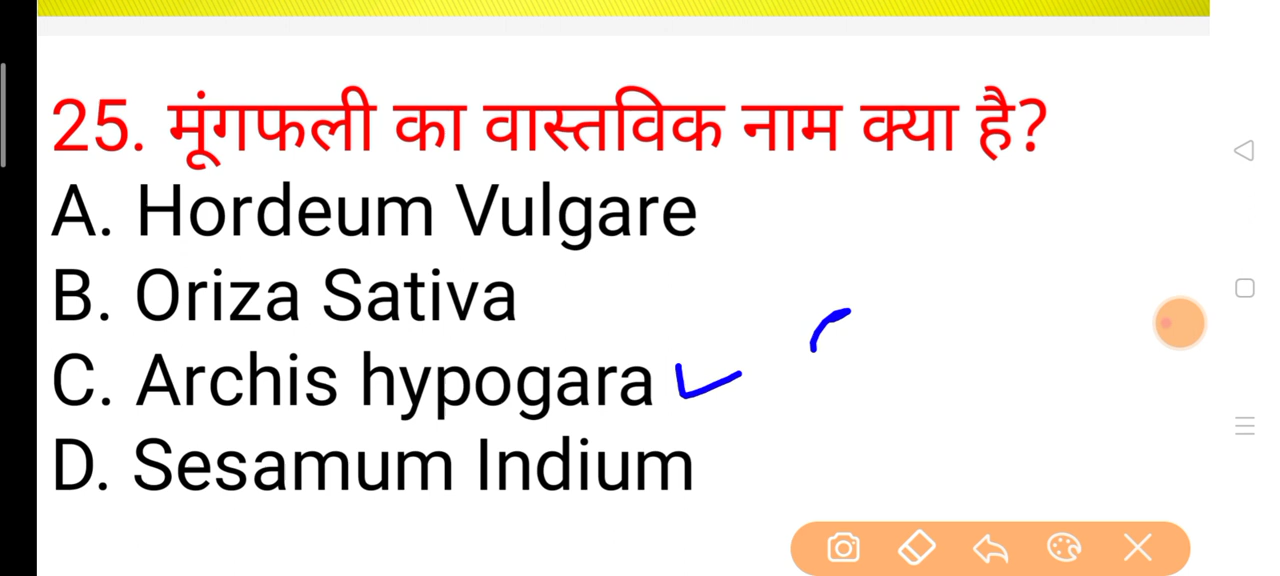 25. मूंगफली का वास्तविक नाम क्या है?
A. Hordeum Vulgare
B. Oriza Sativa
C. Archis hypogara
D. Sesamum Indium